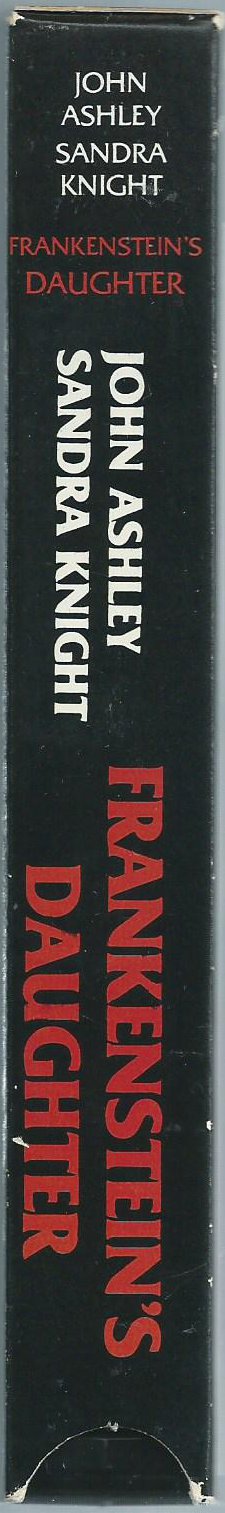 JOHN
ASHLEY
SANDRA
KNIGHT
FRANKENSTEIN'S
DAUGHTER
JOHN ASHLEY
SANDRA KNIGHT
FRANKENSTEIN'S
DAUGHTER